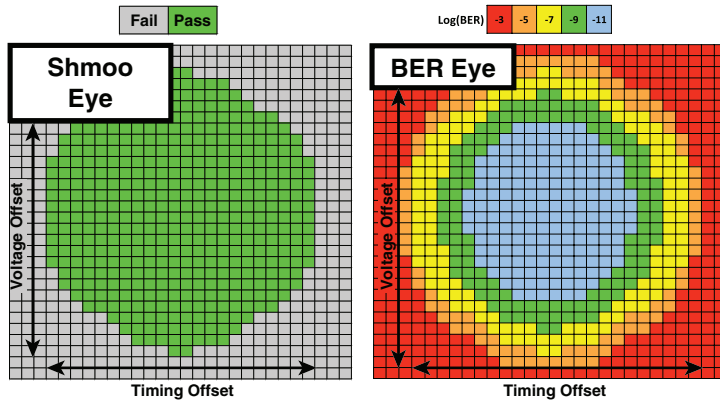 Fail Pass
Log(BER) -3 -5 -7 -9 -11
Shmoo
Eye
BER Eye
Voltage Offset
Voltage Offset
Timing Offset
Timing Offset